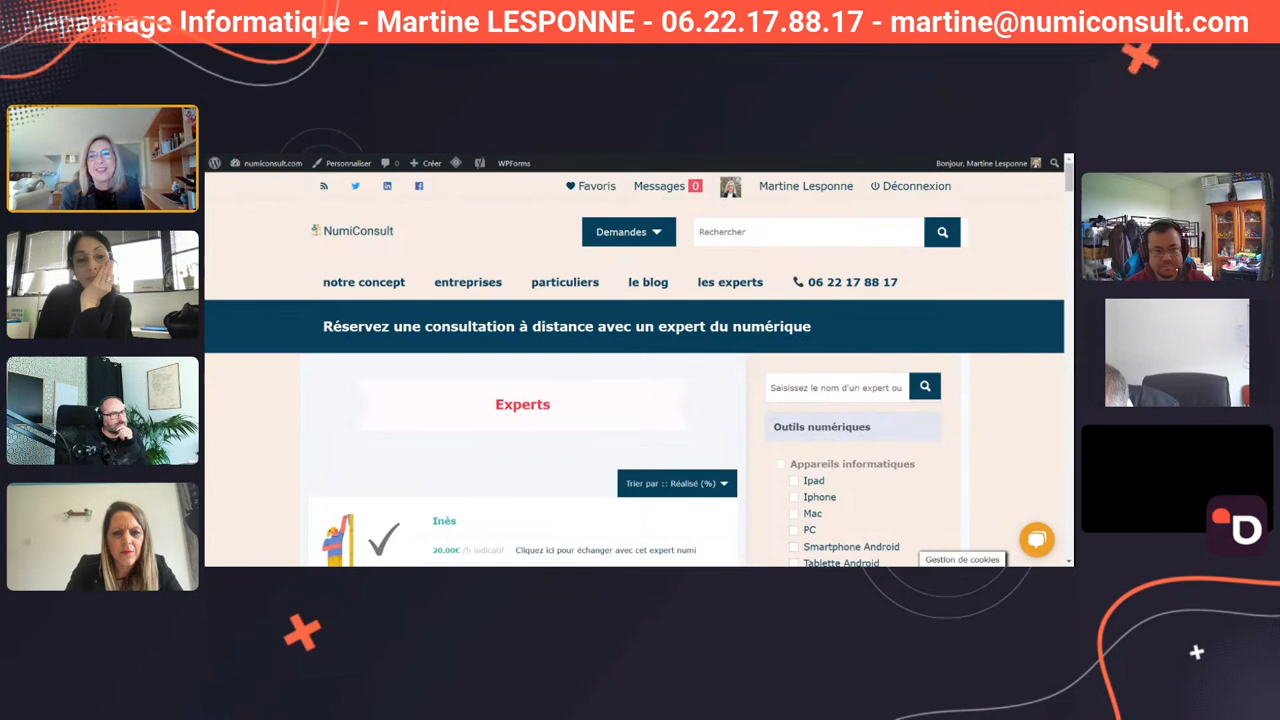 Dépannage Informatique - Martine LESPONNE - 06.22.17.88.17 - martine@numiconsult.com
numiconsult.com Personnaliser 0 Créer WPForms Bonjour, Martine Lesponne
Favoris Messages 0 Martine Lesponne Déconnexion
NumiConsult Demandes Rechercher
notre concept entreprises particuliers le blog les experts 06 22 17 88 17
Réservez une consultation à distance avec un expert du numérique
Experts
Saisissez le nom d'un expert ou
Outils numériques
Appareils informatiques
Trier par :: Réalisé (%)
Ipad
Iphone
Mac
PC
Smartphone Android
Tablette Android
Inès
20.00€ /h indicatif Cliquez ici pour échanger avec cet expert numi
Gestion de cookies
D